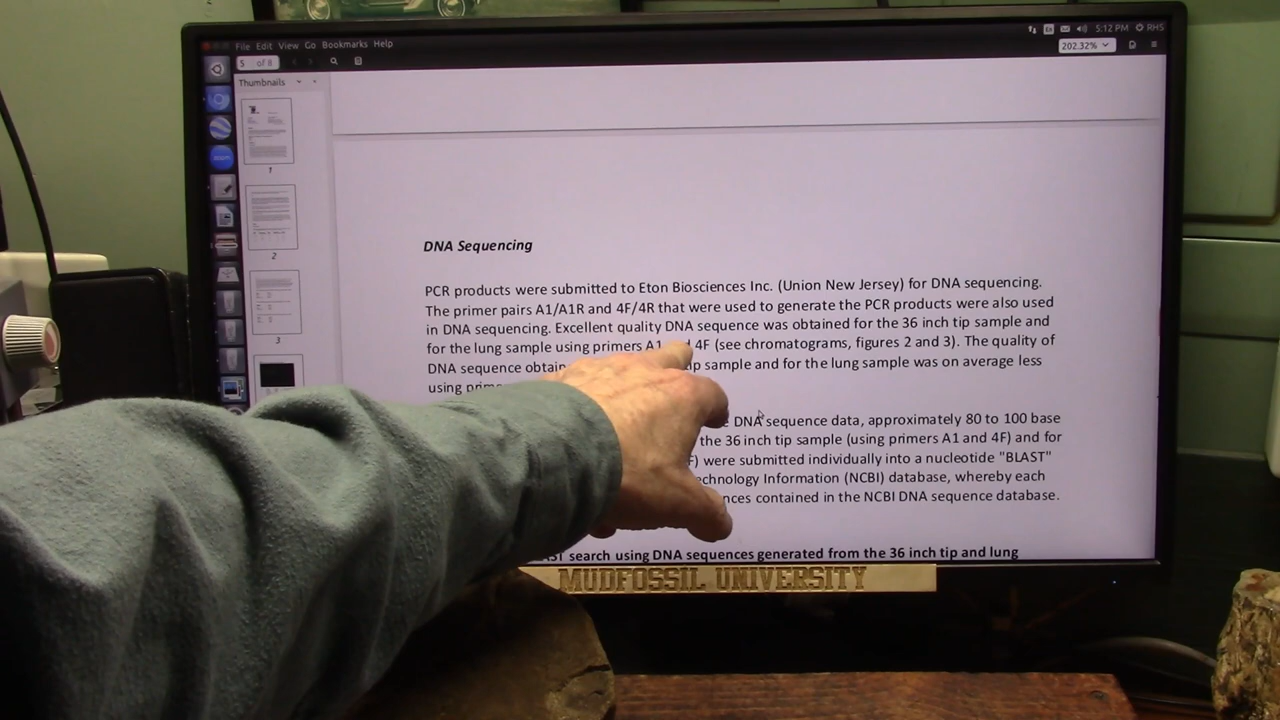 File Edit View Go Bookmarks Help
5:12 PM RHS
5 of 8
202.32%
Thumbnails
1
2
3
DNA Sequencing
PCR products were submitted to Eton Biosciences Inc. (Union New Jersey) for DNA sequencing.
The primer pairs A1/A1R and 4F/4R that were used to generate the PCR products were also used
in DNA sequencing. Excellent quality DNA sequence was obtained for the 36 inch tip sample and
for the lung sample using primers A1 4F (see chromatograms, figures 2 and 3). The quality of
DNA sequence sample and for the lung sample was on average less
using
DNA sequence data, approximately 80 to 100 base
the 36 inch tip sample (using primers A1 and 4F) and for
F) were submitted individually into a nucleotide "BLAST"
Information (NCBI) database, whereby each
contained in the NCBI DNA sequence database.
search using DNA sequences generated from the 36 inch tip and lung
MUDFOSSIL UNIVERSITY